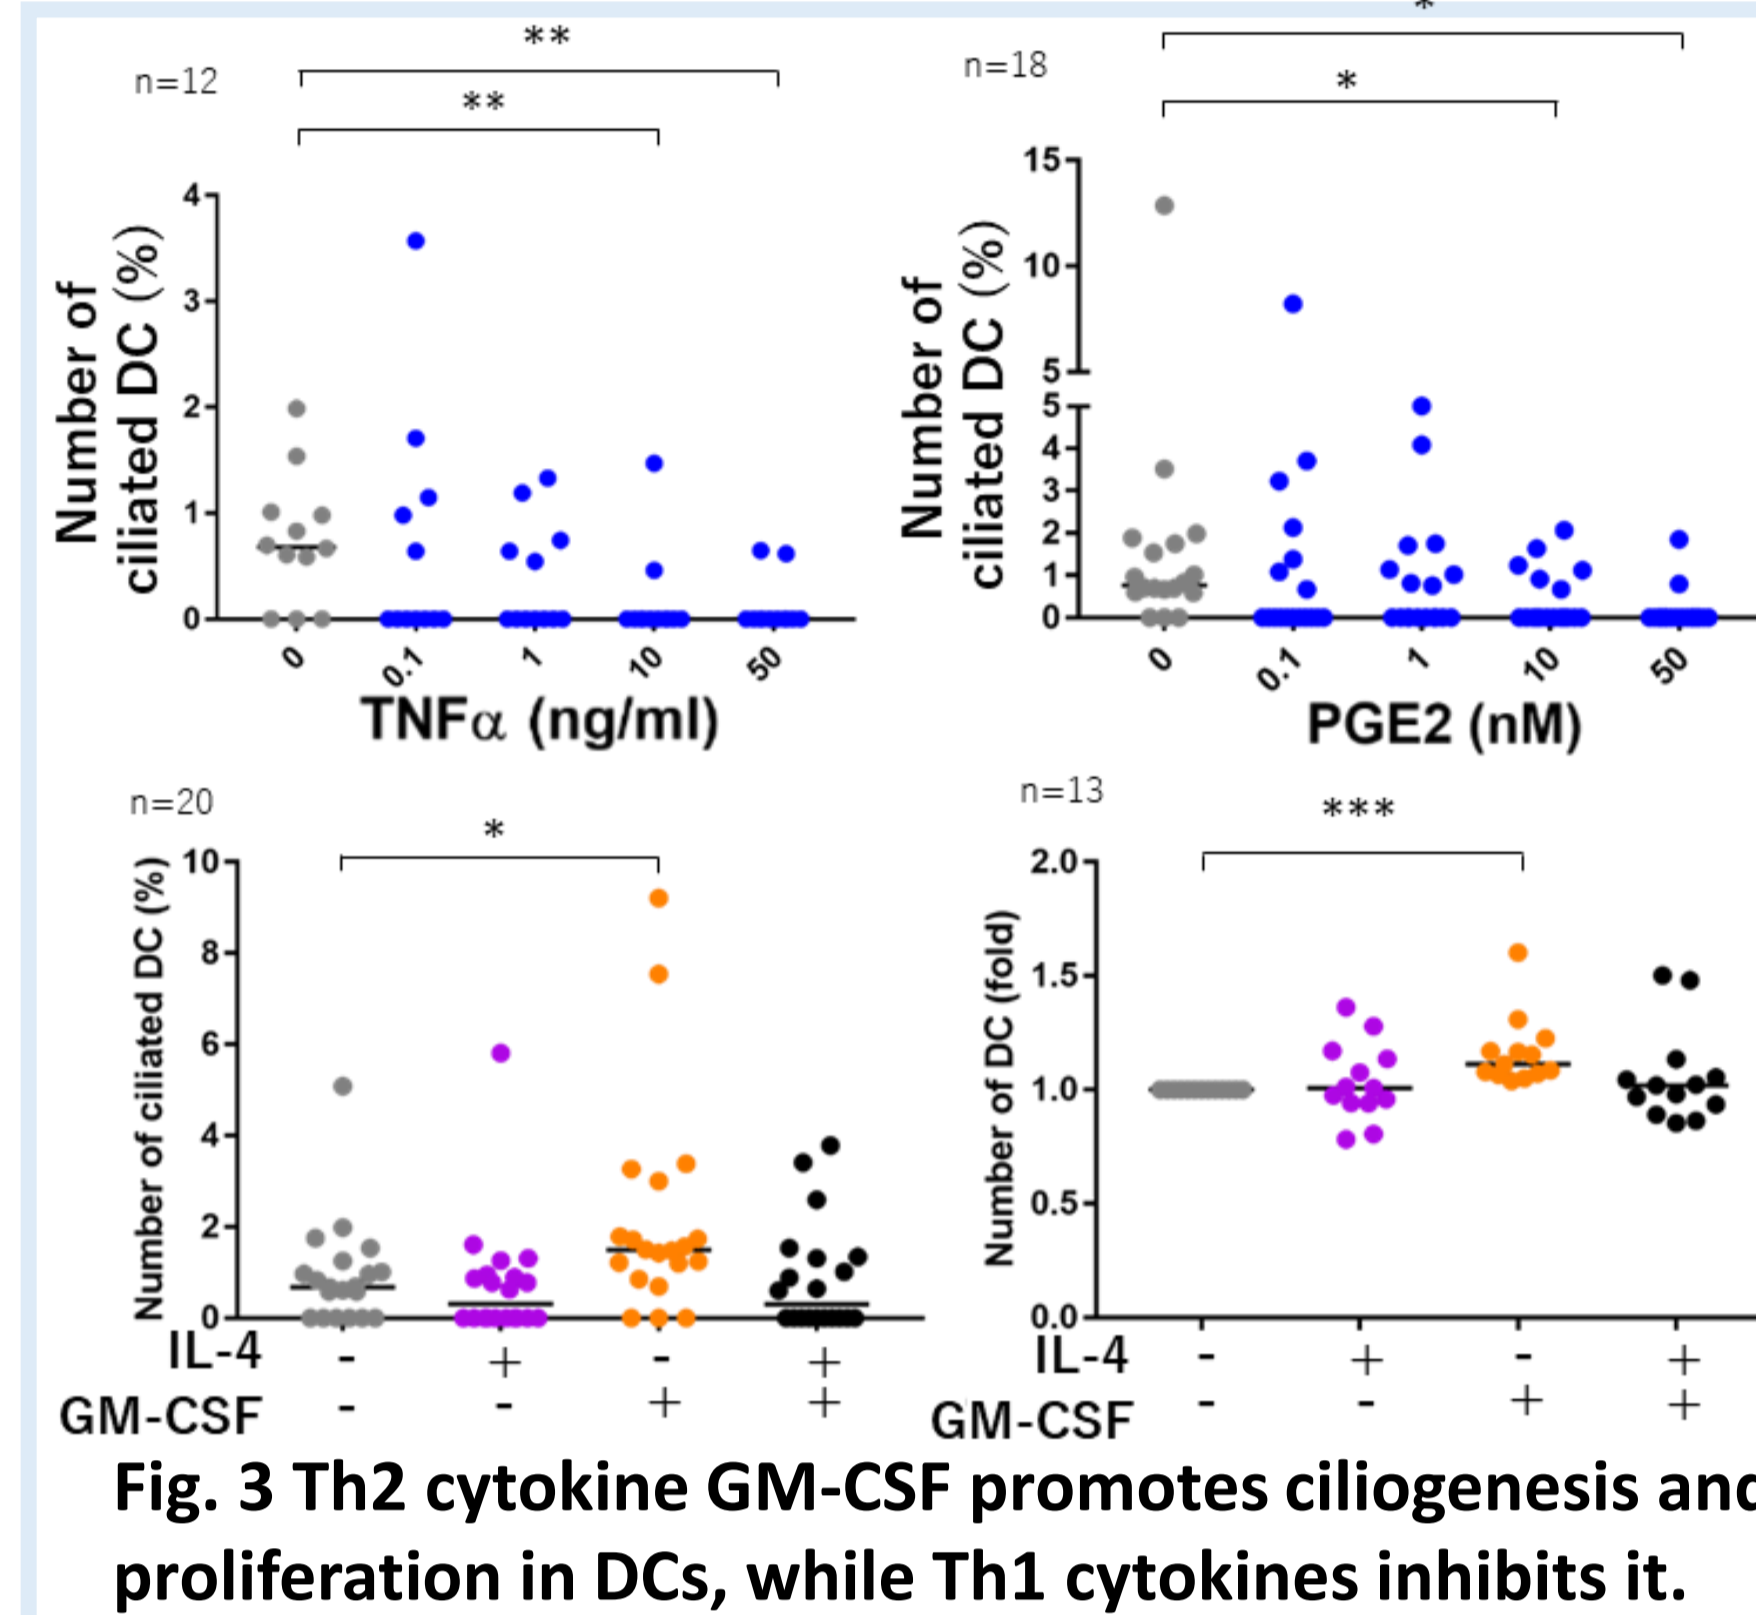 **
n=12
**
4
3
2
1
0
Number of
ciliated DC (%)
0
0.1
1
10
50
TNFα (ng/ml)
*
n=18
*
15
10
5
5
4
3
2
1
0
Number of
ciliated DC (%)
0
0.1
1
10
50
PGE2 (nM)
n=20
*
10
8
6
4
2
0
Number of ciliated DC (%)
IL-4 - + - +
GM-CSF - - + +
n=13
***
2.0
1.5
1.0
0.5
0.0
Number of DC (fold)
IL-4 - + - +
GM-CSF - - + +
Fig. 3 Th2 cytokine GM-CSF promotes ciliogenesis and
proliferation in DCs, while Th1 cytokines inhibits it.